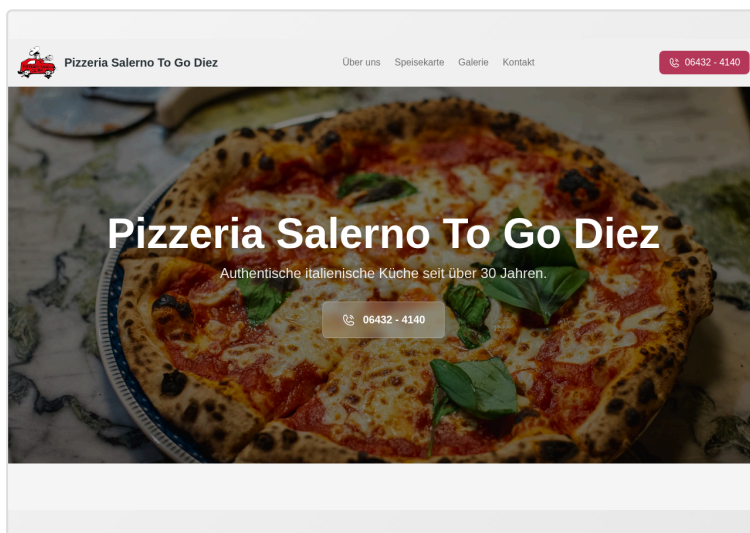 Pizzeria Salerno To Go Diez
Über uns Speisekarte Galerie Kontakt
06432 - 4140
Pizzeria Salerno To Go Diez
Authentische italienische Küche seit über 30 Jahren.
06432 - 4140